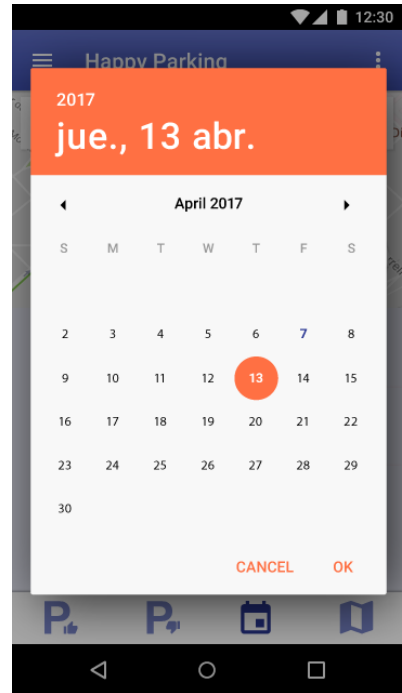 12:30
Happy Parking
2017
jue., 13 abr.
April 2017
S M T W T F S
2 3 4 5 6 7 8
9 10 11 12 13 14 15
16 17 18 19 20 21 22
23 24 25 26 27 28 29
30
CANCEL OK
P P